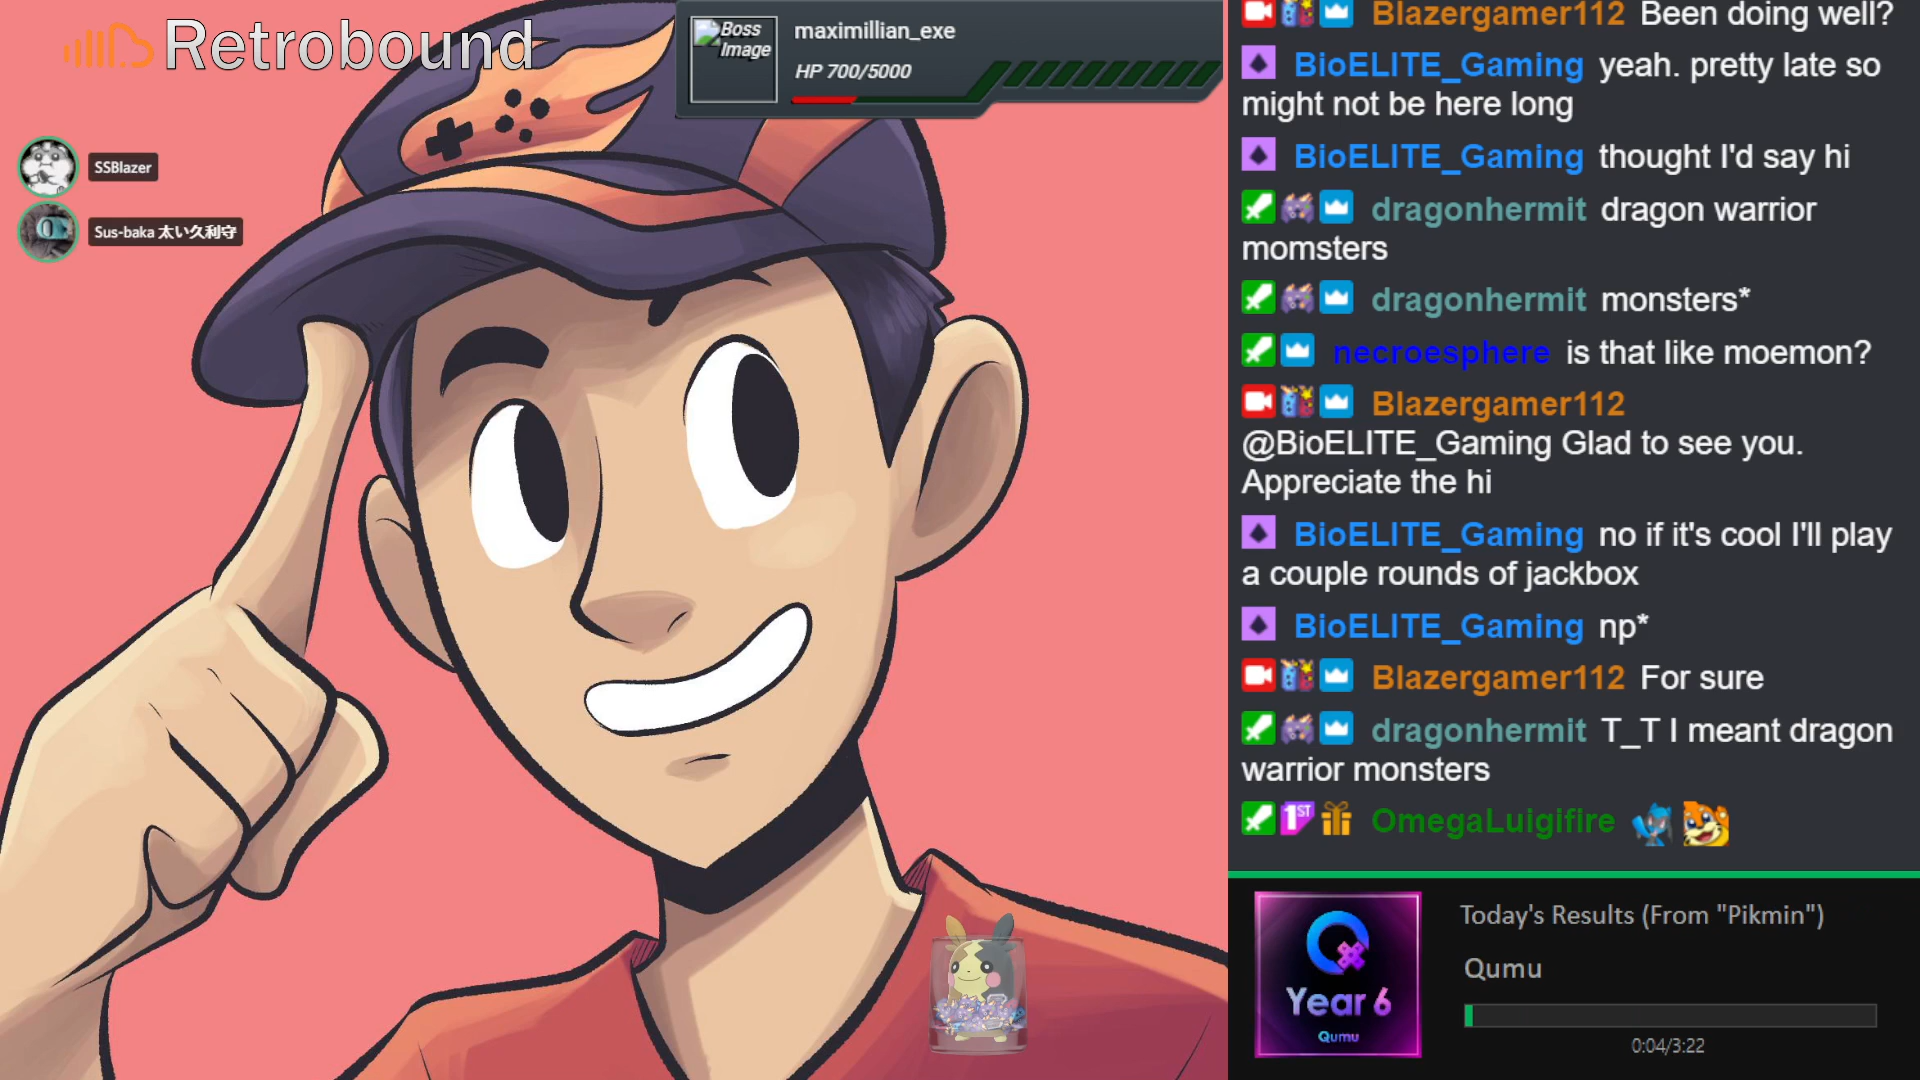 Retrobound
Boss
Image
maximillian_exe
HP 700/5000
SSBlazer
Sus-baka 太い久利守
Blazergamer112 Been doing well?
BioELITE_Gaming yeah. pretty late so
might not be here long
BioELITE_Gaming thought I'd say hi
dragonhermit dragon warrior
momsters
dragonhermit monsters*
necroesphere is that like moemon?
Blazergamer112
@BioELITE_Gaming Glad to see you.
Appreciate the hi
BioELITE_Gaming no if it's cool I'll play
a couple rounds of jackbox
BioELITE_Gaming np*
Blazergamer112 For sure
dragonhermit T_T I meant dragon
warrior monsters
1ST OmegaLuigifire
Year 6
Qumu
Today's Results (From "Pikmin")
Qumu
0:04/3:22